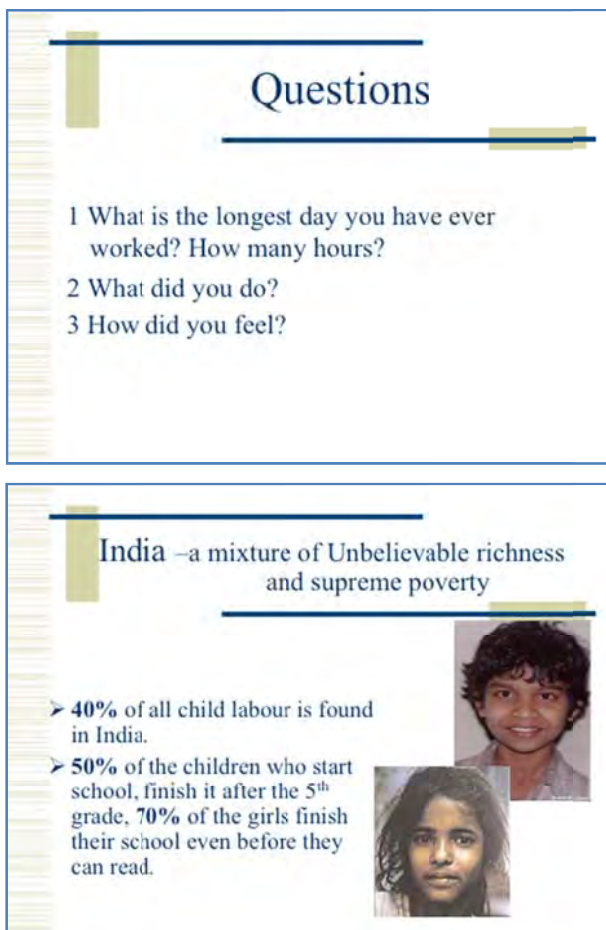 Questions
1 What is the longest day you have ever
worked? How many hours?
2 What did you do?
3 How did you feel?
India –a mixture of Unbelievable richness
and supreme poverty
➢ 40% of all child labour is found
in India.
➢ 50% of the children who start
school, finish it after the 5th
grade, 70% of the girls finish
their school even before they
can read.